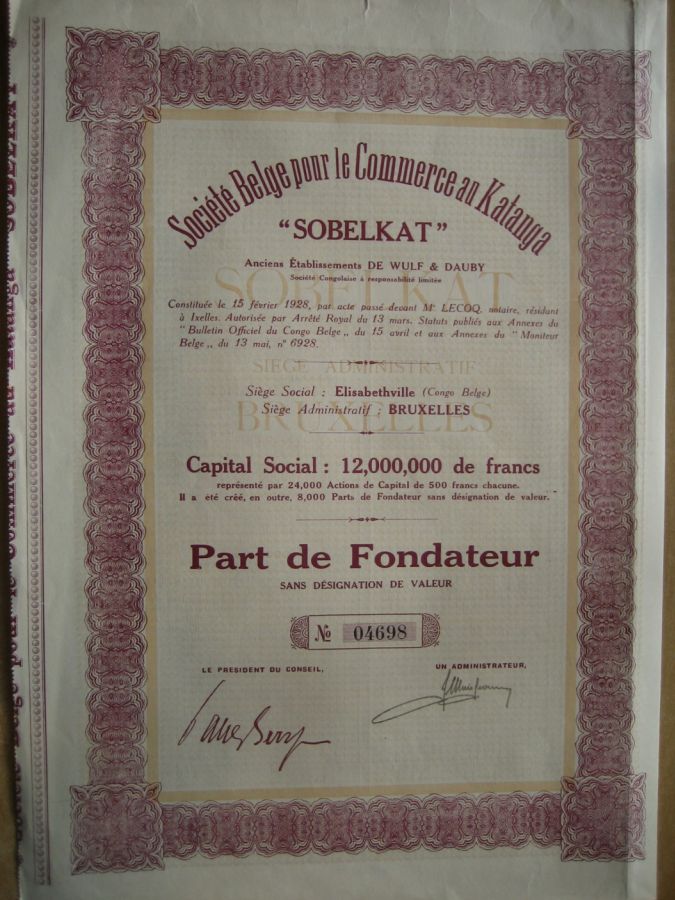 Société Belge pour le Commerce au Katanga
"SOBELKAT"
Anciens Établissements DE WULF & DAUBY
Société Congolaise à responsabilité limitée
Constituée le 15 février 1928, par acte passé devant Me LECOQ, notaire, résidant
à Ixelles. Autorisée par Arrêté Royal du 13 mars. Statuts publiés aux Annexes du
"Bulletin Officiel du Congo Belge„ du 15 avril et aux Annexes du "Moniteur
Belge„ du 13 mai, n° 6928.
SOBELKAT
SIÈGE ADMINISTRATIF
BRUXELLES
Siège Social : Elisabethville (Congo Belge)
Siège Administratif : BRUXELLES
Capital Social : 12,000,000 de francs
représenté par 24,000 Actions de Capital de 500 francs chacune.
Il a été créé, en outre, 8,000 Parts de Fondateur sans désignation de valeur.
Part de Fondateur
SANS DÉSIGNATION DE VALEUR
No 04698
LE PRESIDENT DU CONSEIL,
UN ADMINISTRATEUR,